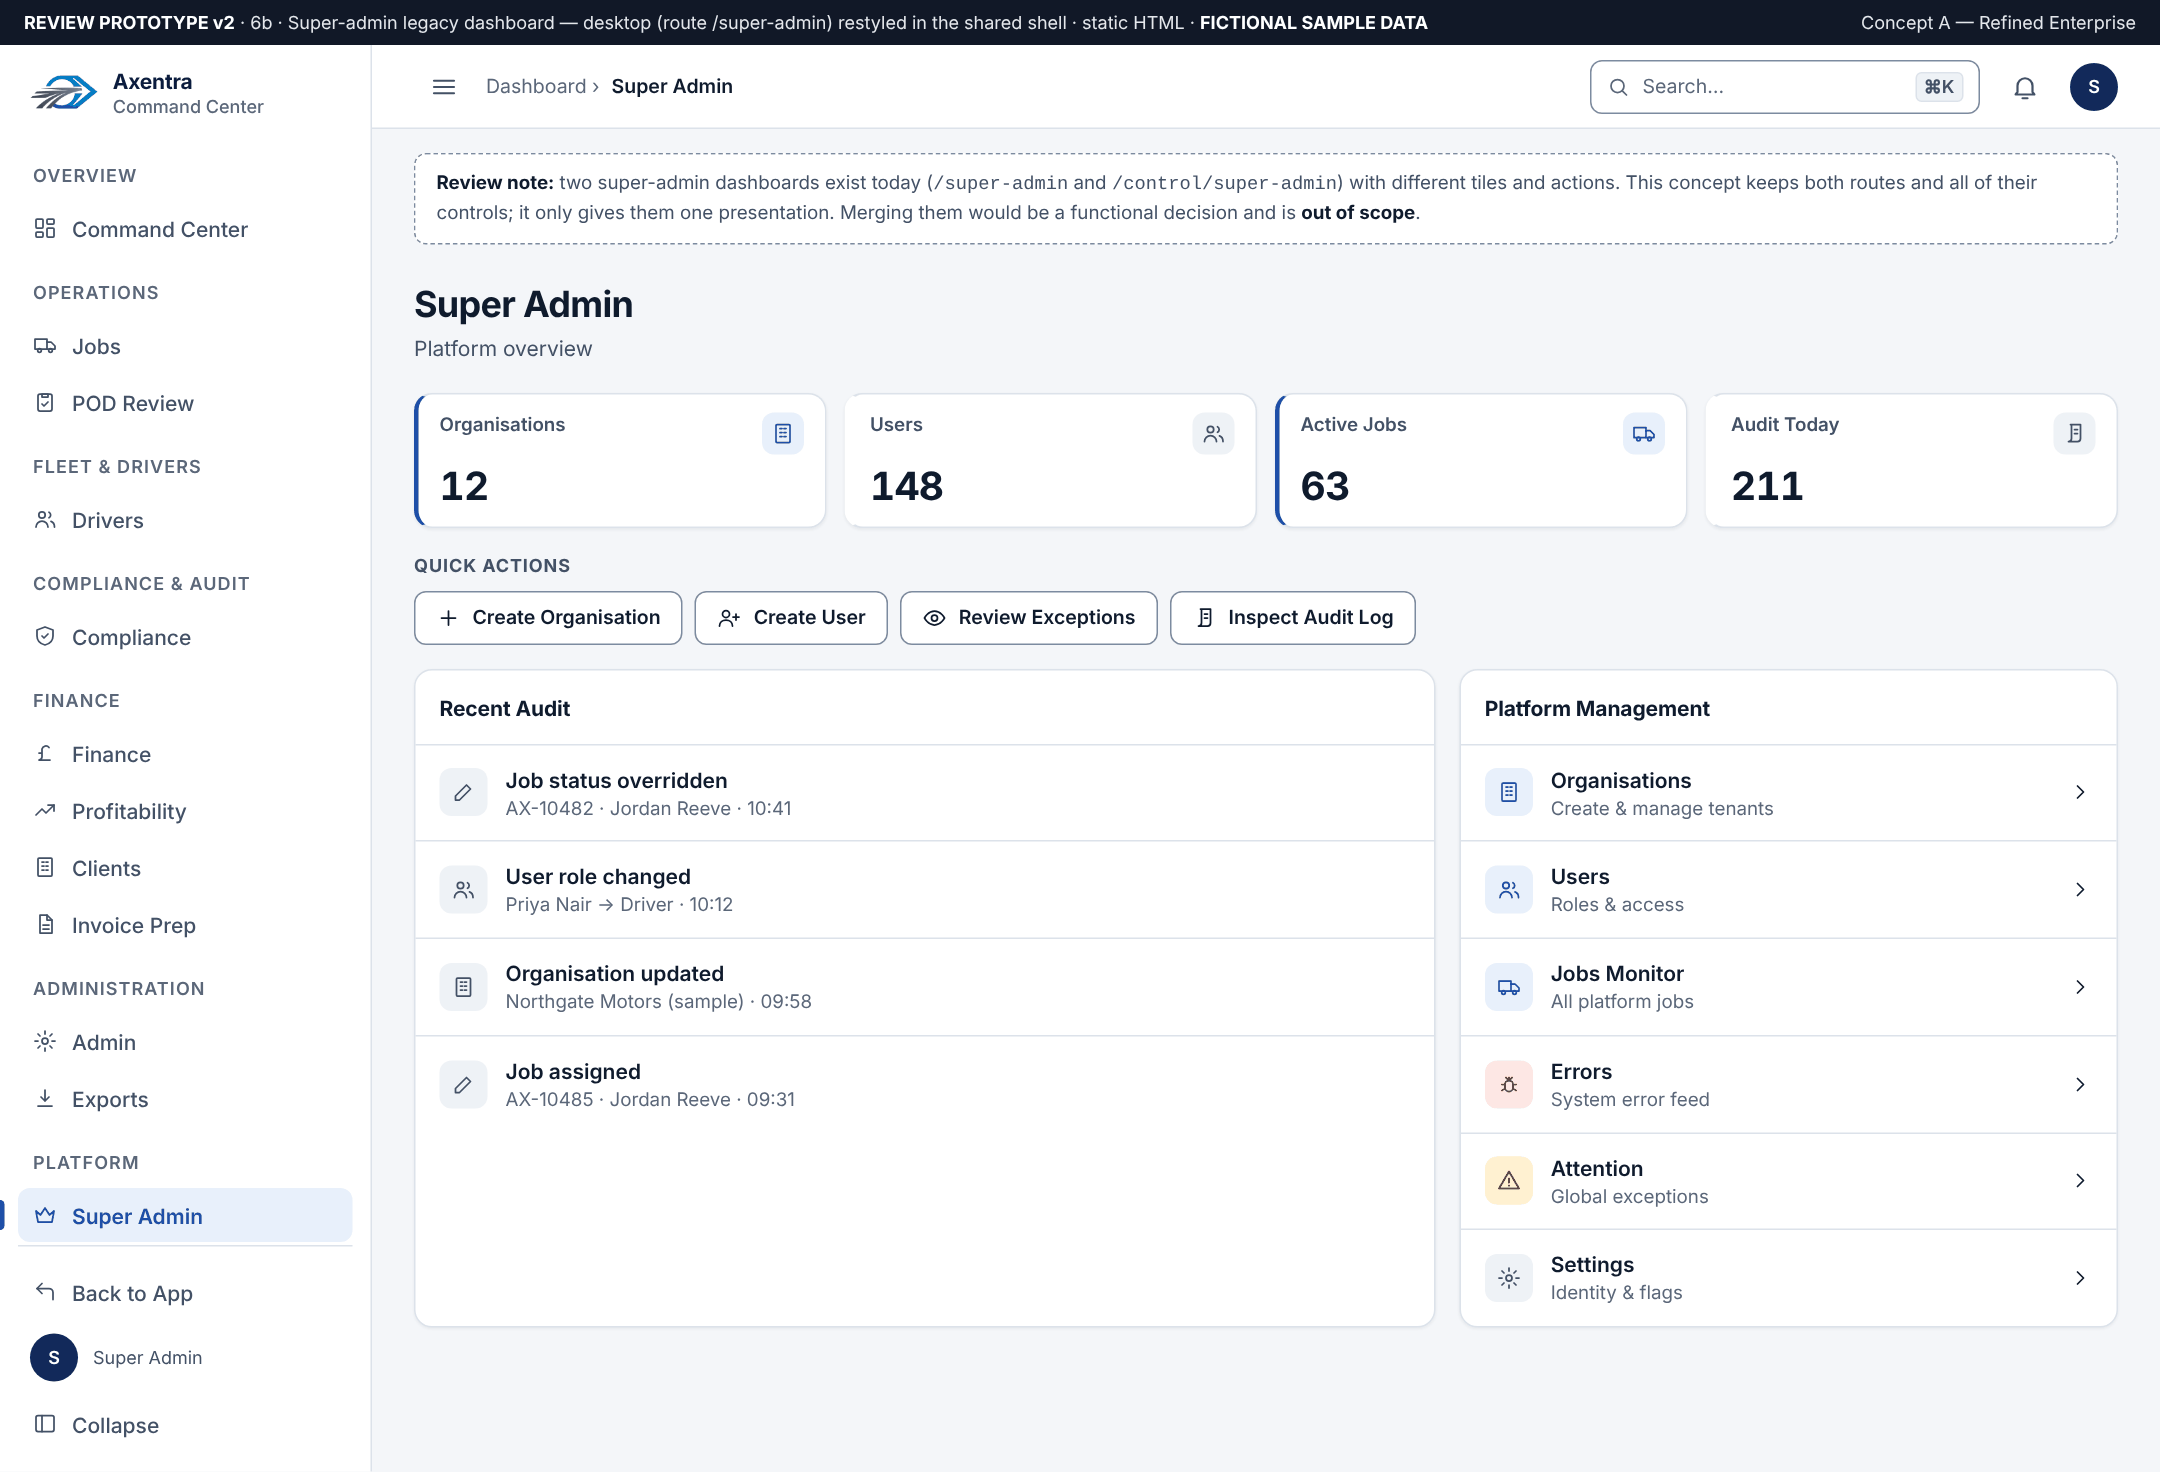 REVIEW PROTOTYPE v2 · 6b · Super-admin legacy dashboard — desktop (route /super-admin) restyled in the shared shell · static HTML · FICTIONAL SAMPLE DATA
Concept A — Refined Enterprise
Axentra
Command Center
Dashboard › Super Admin
Search...
⌘K
S
OVERVIEW
Command Center
OPERATIONS
Jobs
POD Review
FLEET & DRIVERS
Drivers
COMPLIANCE & AUDIT
Compliance
FINANCE
Finance
Profitability
Clients
Invoice Prep
ADMINISTRATION
Admin
Exports
PLATFORM
Super Admin
Back to App
S
Super Admin
Collapse
Review note: two super-admin dashboards exist today (/super-admin and /control/super-admin) with different tiles and actions. This concept keeps both routes and all of their
controls; it only gives them one presentation. Merging them would be a functional decision and is out of scope.
Super Admin
Platform overview
Organisations
12
Users
148
Active Jobs
63
Audit Today
211
QUICK ACTIONS
Create Organisation
Create User
Review Exceptions
Inspect Audit Log
Recent Audit
Job status overridden
AX-10482 · Jordan Reeve · 10:41
User role changed
Priya Nair → Driver · 10:12
Organisation updated
Northgate Motors (sample) · 09:58
Job assigned
AX-10485 · Jordan Reeve · 09:31
Platform Management
Organisations
Create & manage tenants
Users
Roles & access
Jobs Monitor
All platform jobs
Errors
System error feed
Attention
Global exceptions
Settings
Identity & flags